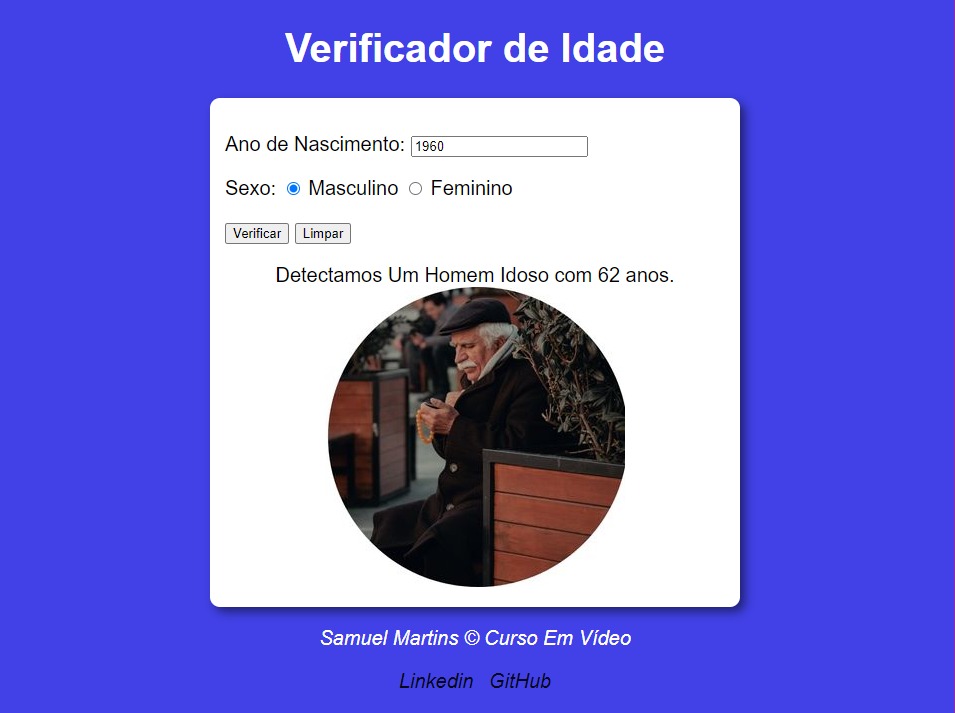 Verificador de Idade
Ano de Nascimento: 1960
Sexo: Masculino Feminino
Verificar Limpar
Detectamos Um Homem Idoso com 62 anos.
Samuel Martins © Curso Em Vídeo
Linkedin GitHub